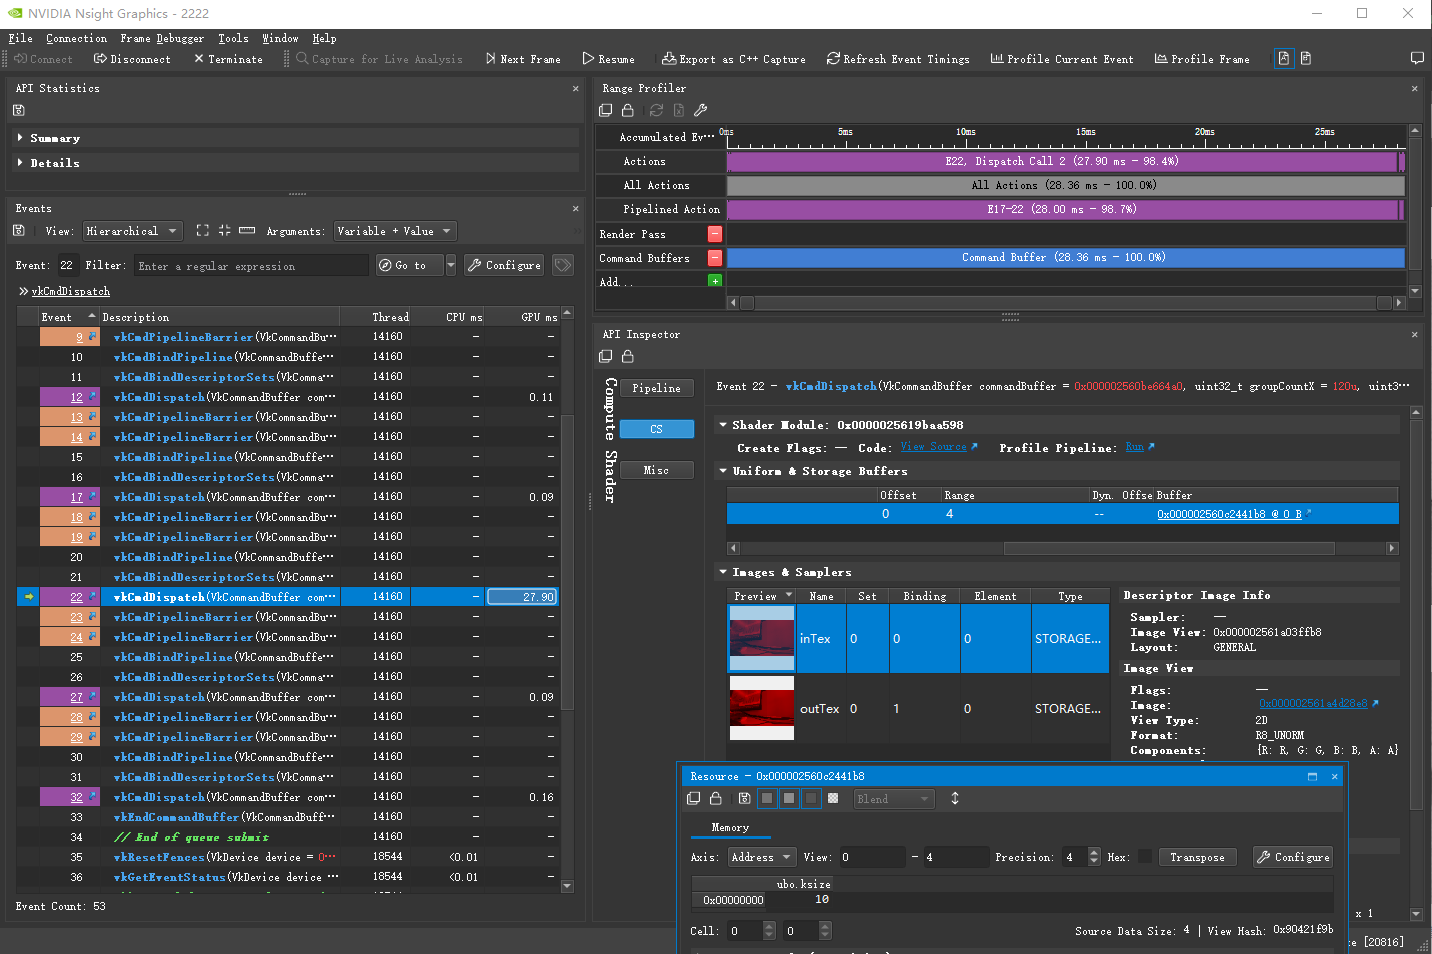 NVIDIA Nsight Graphics - 2222
File Connection Frame Debugger Tools Window Help
Connect Disconnect Terminate Capture for Live Analysis Next Frame Resume Export as C++ Capture Refresh Event Timings Profile Current Event Profile Frame
API Statistics
Summary
Details
Events
View: Hierarchical Arguments: Variable + Value
Event: 22 Filter: Enter a regular expression Go to Configure
vkCmdDispatch
Event Description Thread CPU ms GPU ms
9 vkCmdPipelineBarrier(VkCommandBu··· 14160 — —
10 vkCmdBindPipeline(VkCommandBuffe··· 14160 — —
11 vkCmdBindDescriptorSets(VkComma··· 14160 — —
12 vkCmdDispatch(VkCommandBuffer com··· 14160 — 0.11
13 vkCmdPipelineBarrier(VkCommandBu··· 14160 — —
14 vkCmdPipelineBarrier(VkCommandBu··· 14160 — —
15 vkCmdBindPipeline(VkCommandBuffe··· 14160 — —
16 vkCmdBindDescriptorSets(VkComma··· 14160 — —
17 vkCmdDispatch(VkCommandBuffer com··· 14160 — 0.09
18 vkCmdPipelineBarrier(VkCommandBu··· 14160 — —
19 vkCmdPipelineBarrier(VkCommandBu··· 14160 — —
20 vkCmdBindPipeline(VkCommandBuffe··· 14160 — —
21 vkCmdBindDescriptorSets(VkComma··· 14160 — —
22 vkCmdDispatch(VkCommandBuffer com··· 14160 — 27.90
23 vkCmdPipelineBarrier(VkCommandBu··· 14160 — —
24 vkCmdPipelineBarrier(VkCommandBu··· 14160 — —
25 vkCmdBindPipeline(VkCommandBuffe··· 14160 — —
26 vkCmdBindDescriptorSets(VkComma··· 14160 — —
27 vkCmdDispatch(VkCommandBuffer com··· 14160 — 0.09
28 vkCmdPipelineBarrier(VkCommandBu··· 14160 — —
29 vkCmdPipelineBarrier(VkCommandBu··· 14160 — —
30 vkCmdBindPipeline(VkCommandBuffe··· 14160 — —
31 vkCmdBindDescriptorSets(VkComma··· 14160 — —
32 vkCmdDispatch(VkCommandBuffer com··· 14160 — 0.16
33 vkEndCommandBuffer(VkCommandBuff··· 14160 — —
34 // End of queue submit 14160 — —
35 vkResetFences(VkDevice device = 0··· 18544 <0.01 —
36 vkGetEventStatus(VkDevice device ··· 18544 <0.01 —
Event Count: 53
Range Profiler
Accumulated Ev··· 0ms 5ms 10ms 15ms 20ms 25ms
Actions E22, Dispatch Call 2 (27.90 ms - 98.4%)
All Actions All Actions (28.36 ms - 100.0%)
Pipelined Action E17-22 (28.00 ms - 98.7%)
Render Pass
Command Buffers Command Buffer (28.36 ms - 100.0%)
Add...
API Inspector
Compute Shader
Pipeline
CS
Misc
Event 22 - vkCmdDispatch(VkCommandBuffer commandBuffer = 0x000002560be664a0, uint32_t groupCountX = 120u, uint3···
Shader Module: 0x0000025619baa598
Create Flags: — Code: View Source Profile Pipeline: Run
Uniform & Storage Buffers
Offset Range Dyn. Offse Buffer
0 4 -- 0x000002560c2441b8 @ 0 B
Images & Samplers
Preview Name Set Binding Element Type
inTex 0 0 0 STORAGE...
outTex 0 1 0 STORAGE...
Descriptor Image Info
Sampler: —
Image View: 0x000002561a03ffb8
Layout: GENERAL
Image View
Flags: —
Image: 0x000002561a4d28e8
View Type: 2D
Format: R8_UNORM
Components: {R: R, G: G, B: B, A: A}
Resource - 0x000002560c2441b8
Blend
Memory
Axis: Address View: 0 - 4 Precision: 4 Hex: Transpose Configure
ubo.ksize
0x00000000 10
Cell: 0 0 Source Data Size: 4 | View Hash: 0x90421f9b
x 1
[20816]